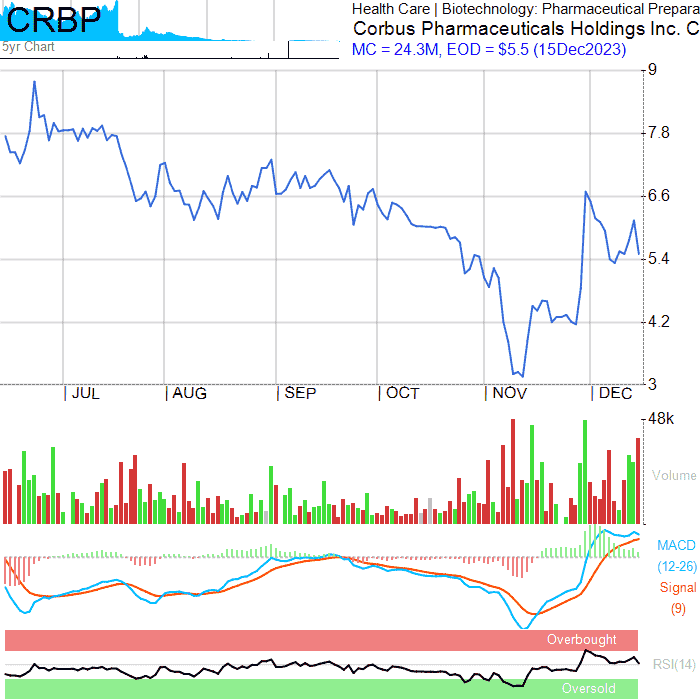 CRBP
5yr Chart
Health Care | Biotechnology: Pharmaceutical Prepara
Corbus Pharmaceuticals Holdings Inc. C
MC = 24.3M, EOD = $5.5 (15Dec2023)
9
7.8
6.6
5.4
4.2
3
JUL AUG SEP OCT NOV DEC
48k
Volume
MACD
(12-26)
Signal
(9)
Overbought
RSI(14)
Oversold